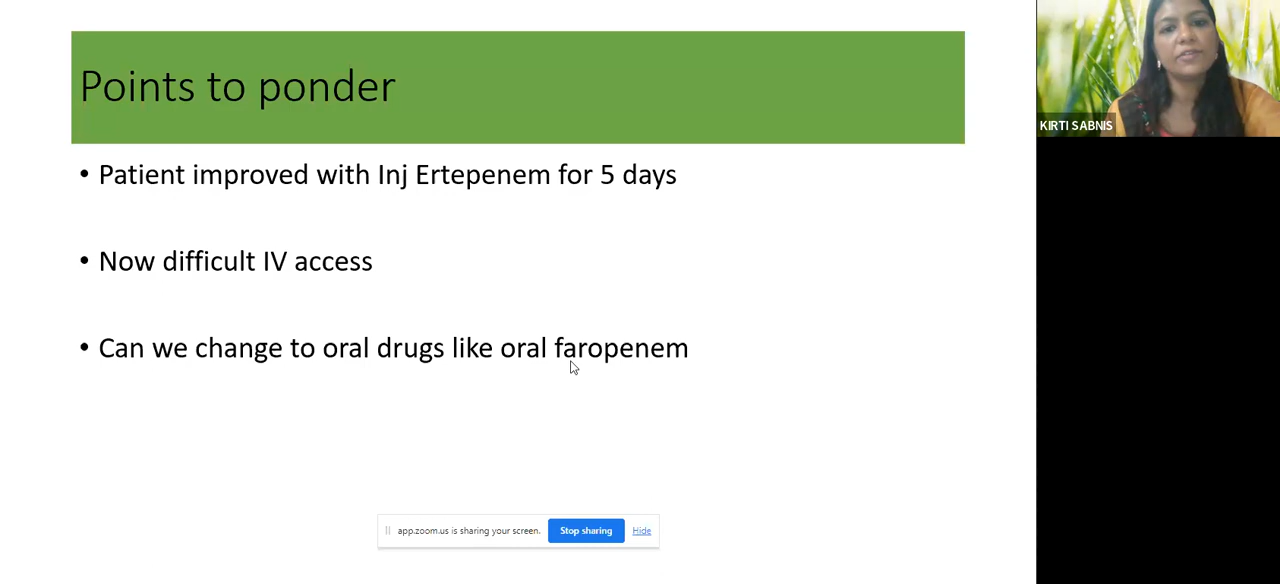 Points to ponder
• Patient improved with Inj Ertepenem for 5 days
• Now difficult IV access
• Can we change to oral drugs like oral faropenem
KIRTI SABNIS
app.zoom.us is sharing your screen. Stop sharing Hide